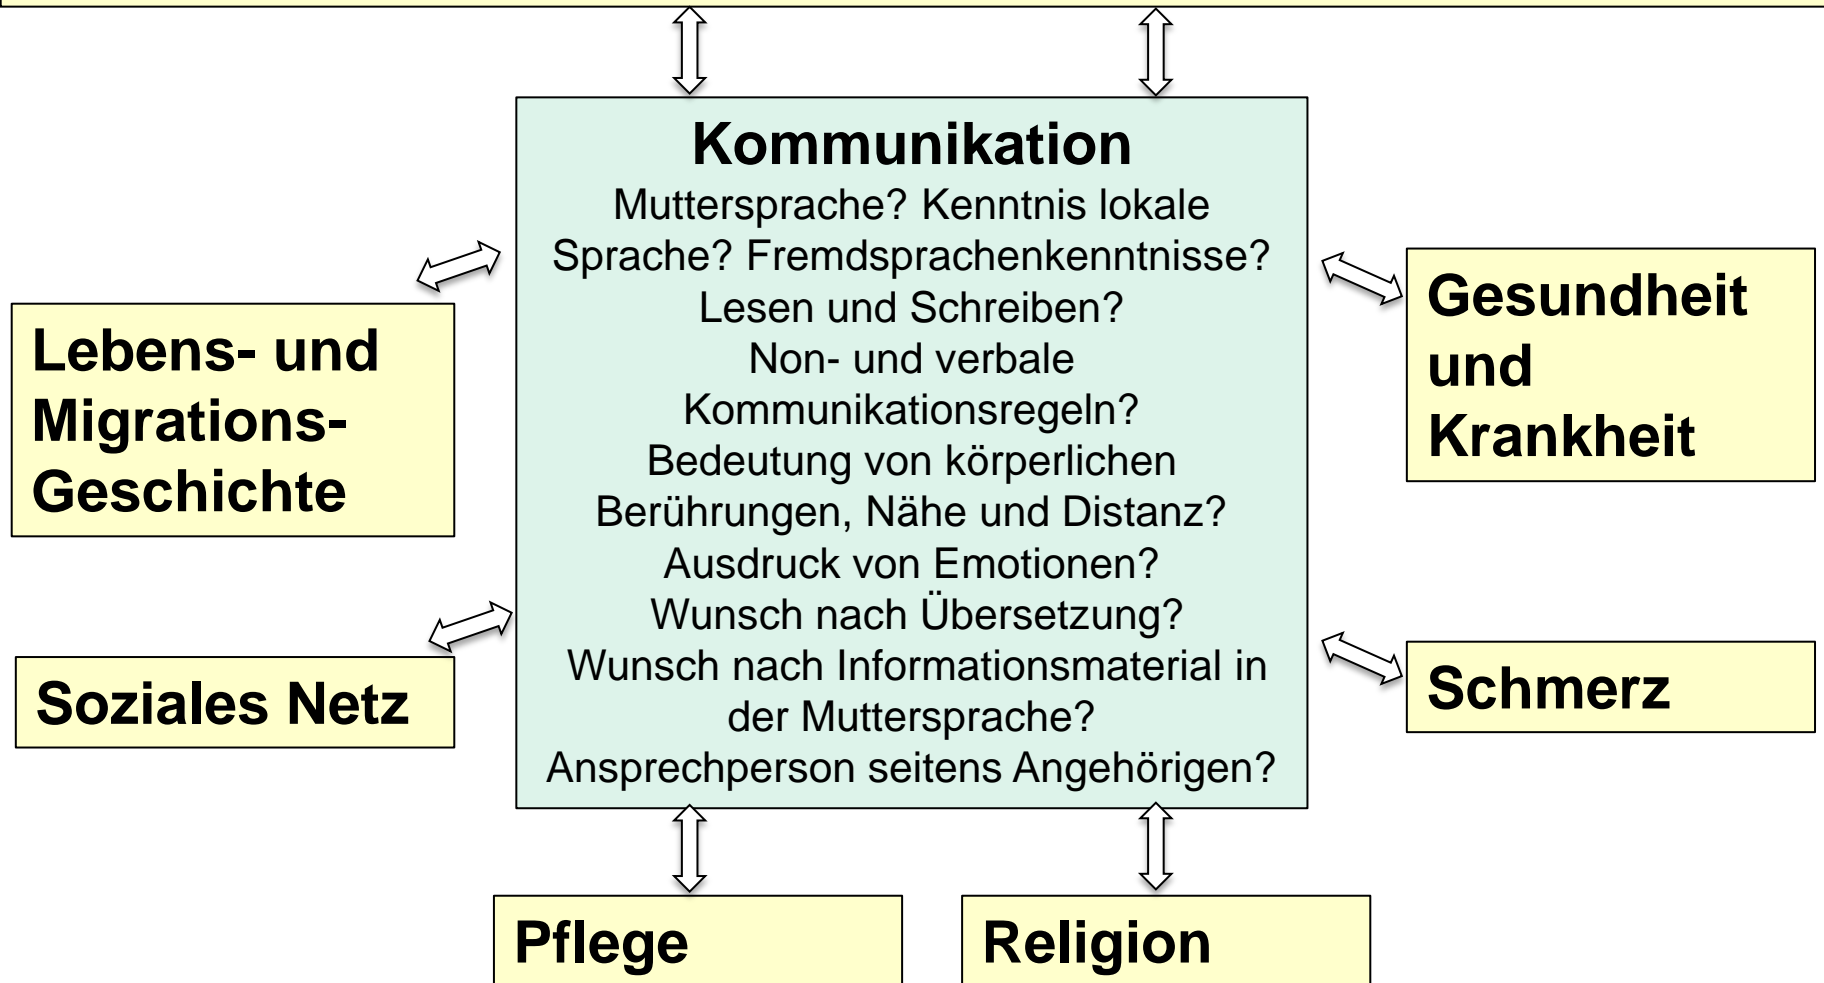 Kommunikation
Muttersprache? Kenntnis lokale
Sprache? Fremdsprachenkenntnisse?
Lesen und Schreiben?
Non- und verbale
Kommunikationsregeln?
Bedeutung von körperlichen
Berührungen, Nähe und Distanz?
Ausdruck von Emotionen?
Wunsch nach Übersetzung?
Wunsch nach Informationsmaterial in
der Muttersprache?
Ansprechperson seitens Angehörigen?
Lebens- und
Migrations-
Geschichte
Soziales Netz
Gesundheit
und
Krankheit
Schmerz
Pflege
Religion